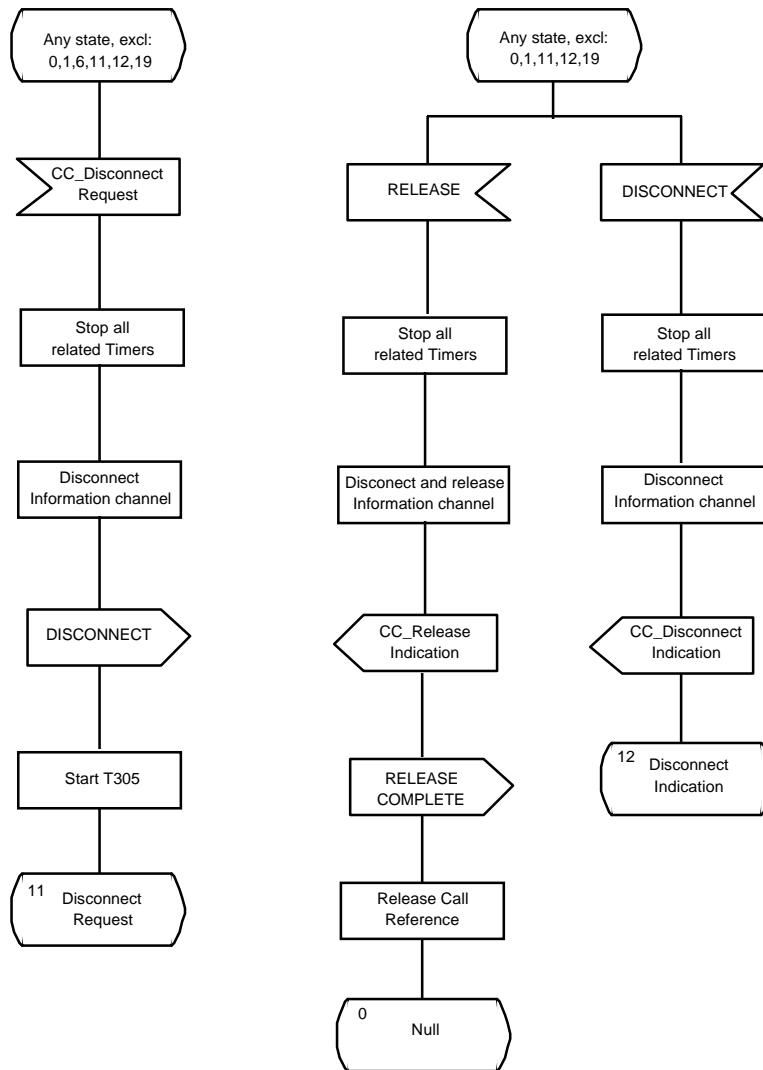 Any state, excl:
0,1,6,11,12,19
CC_Disconnect
Request
Stop all
related Timers
Disconnect
Information channel
DISCONNECT
Start T305
11
Disconnect
Request
Any state, excl:
0,1,11,12,19
RELEASE
Stop all
related Timers
Disconect and release
Information channel
CC_Release
Indication
RELEASE
COMPLETE
Release Call
Reference
0
Null
DISCONNECT
Stop all
related Timers
Disconnect
Information channel
CC_Disconnect
Indication
12
Disconnect
Indication